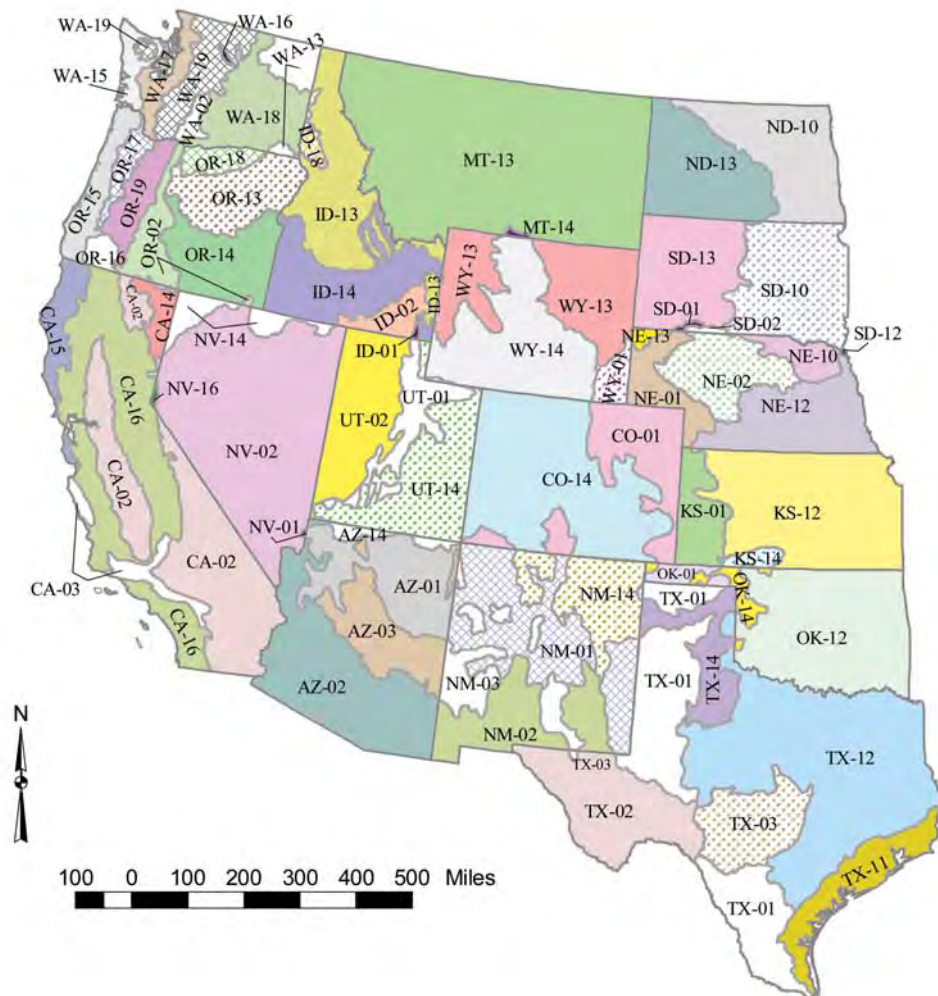 WA-19
WA-16
WA-13
WA-15
WA-17
WA-19
WA-02
WA-18
ID-18
OR-17
OR-18
OR-15
OR-19
OR-13
OR-02
OR-14
OR-16
ID-13
MT-13
MT-14
ND-13
ND-10
ID-14
ID-02
ID-13
ID-01
WY-13
WY-13
WY-14
WY-01
SD-13
SD-10
SD-01
SD-02
SD-12
NE-13
NE-10
NE-02
NE-01
NE-12
CA-15
CA-02
CA-14
NV-14
NV-16
CA-16
CA-02
NV-02
NV-01
UT-01
UT-02
UT-14
CO-01
CO-14
KS-01
KS-12
KS-14
CA-03
CA-02
CA-16
AZ-14
AZ-01
AZ-03
AZ-02
NM-14
NM-01
NM-03
NM-02
OK-01
OK-14
OK-12
TX-01
TX-01
TX-14
TX-12
TX-03
TX-02
TX-03
TX-11
TX-01
N
100 0 100 200 300 400 500 Miles